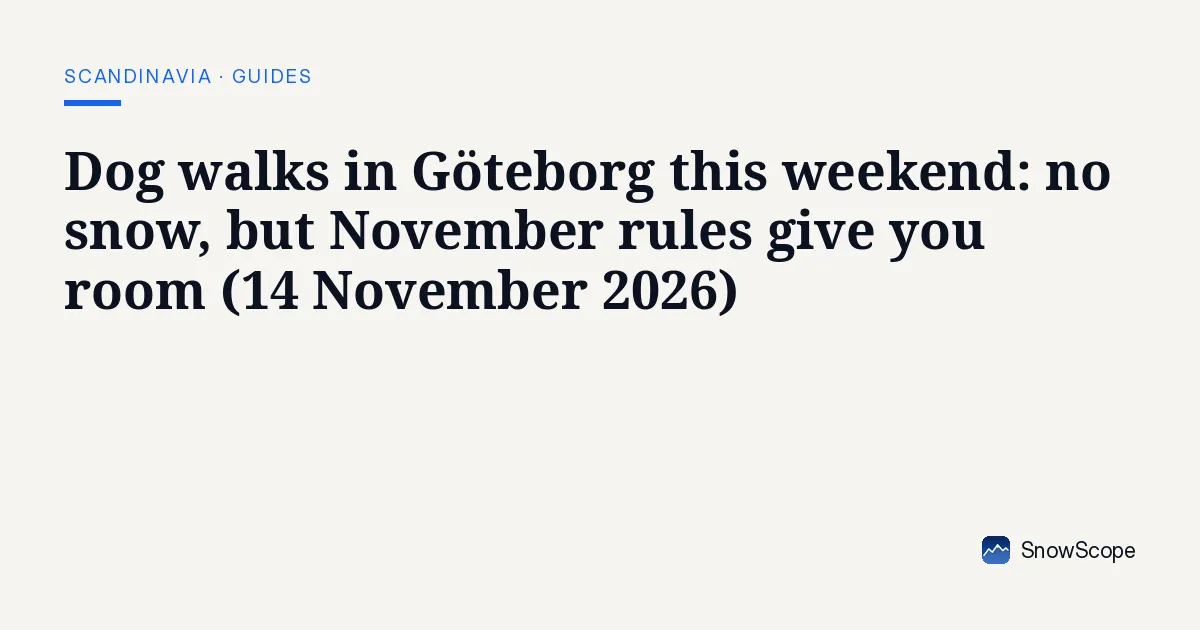 SCANDINAVIA · GUIDES
Dog walks in Göteborg this weekend: no
snow, but November rules give you
room (14 November 2026)
SnowScope